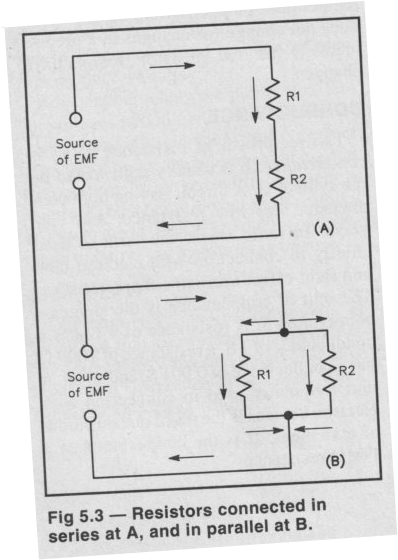 R1
Source
of EMF
R2
(A)
Source
of EMF
R1
R2
(B)
Fig 5.3 — Resistors connected in
series at A, and in parallel at B.